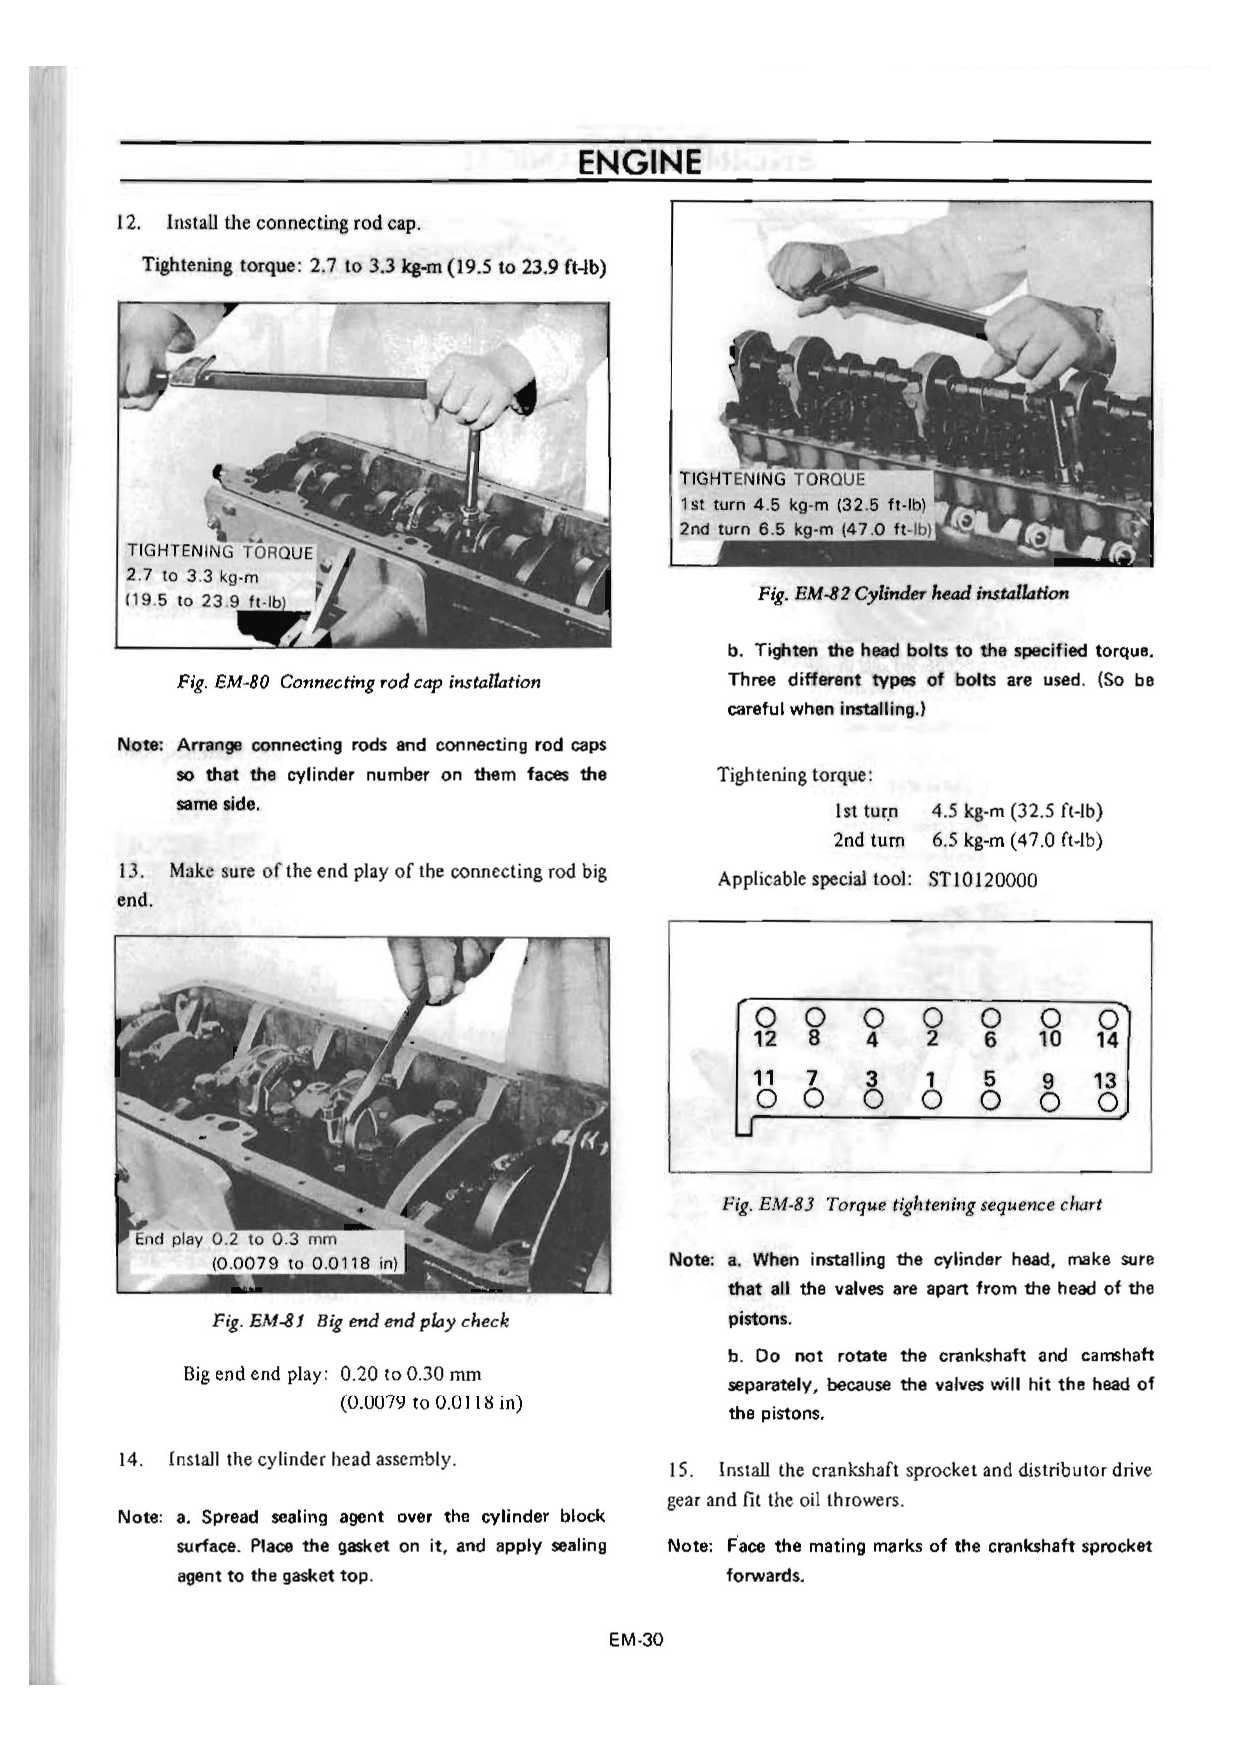 ENGINE
12. Install the connecting rod cap.
Tightening torque: 2.7 to 3.3 kg-m (19.5 to 23.9 ft-lb)
TIGHTENING TORQUE
2.7 to 3.3 kg-m
(19.5 to 23.9 ft-lb)
Fig. EM-80 Connecting rod cap installation
Note: Arrange connecting rods and connecting rod caps
so that the cylinder number on them faces the
same side.
13. Make sure of the end play of the connecting rod big
end.
End play 0.2 to 0.3 mm
(0.0079 to 0.0118 in)
Fig. EM-81 Big end end play check
Big end end play: 0.20 to 0.30 mm
(0.0079 to 0.0118 in)
14. Install the cylinder head assembly.
Note: a. Spread sealing agent over the cylinder block
surface. Place the gasket on it, and apply sealing
agent to the gasket top.
TIGHTENING TORQUE
1st turn 4.5 kg-m (32.5 ft-lb)
2nd turn 6.5 kg-m (47.0 ft-lb)
Fig. EM-82 Cylinder head installation
b. Tighten the head bolts to the specified torque.
Three different types of bolts are used. (So be
careful when installing.)
Tightening torque:
1st turn 4.5 kg-m (32.5 ft-lb)
2nd turn 6.5 kg-m (47.0 ft-lb)
Applicable special tool: ST10120000
12 8 4 2 6 10 14
11 7 3 1 5 9 13
Fig. EM-83 Torque tightening sequence chart
Note: a. When installing the cylinder head, make sure
that all the valves are apart from the head of the
pistons.
b. Do not rotate the crankshaft and camshaft
separately, because the valves will hit the head of
the pistons.
15. Install the crankshaft sprocket and distributor drive
gear and fit the oil throwers.
Note: Face the mating marks of the crankshaft sprocket
forwards.
EM-30